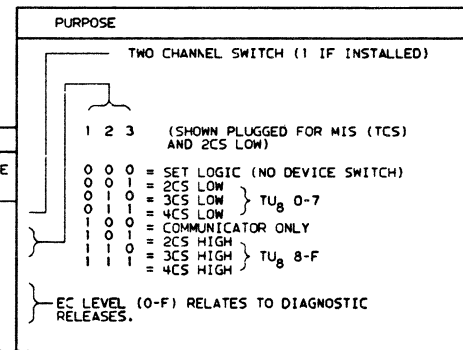 PURPOSE
TWO CHANNEL SWITCH (1 IF INSTALLED)
1 2 3 (SHOWN PLUGGED FOR MIS (TCS)
AND 2CS LOW)
E
0 0 0 = SET LOGIC (NO DEVICE SWITCH)
0 0 1 = 2CS LOW
0 1 0 = 3CS LOW } TU8 0-7
0 1 1 = 4CS LOW
1 0 0 = COMMUNICATOR ONLY
1 0 1 = 2CS HIGH
1 1 0 = 3CS HIGH } TU8 8-F
1 1 1 = 4CS HIGH
EC LEVEL (0-F) RELATES TO DIAGNOSTIC
RELEASES.